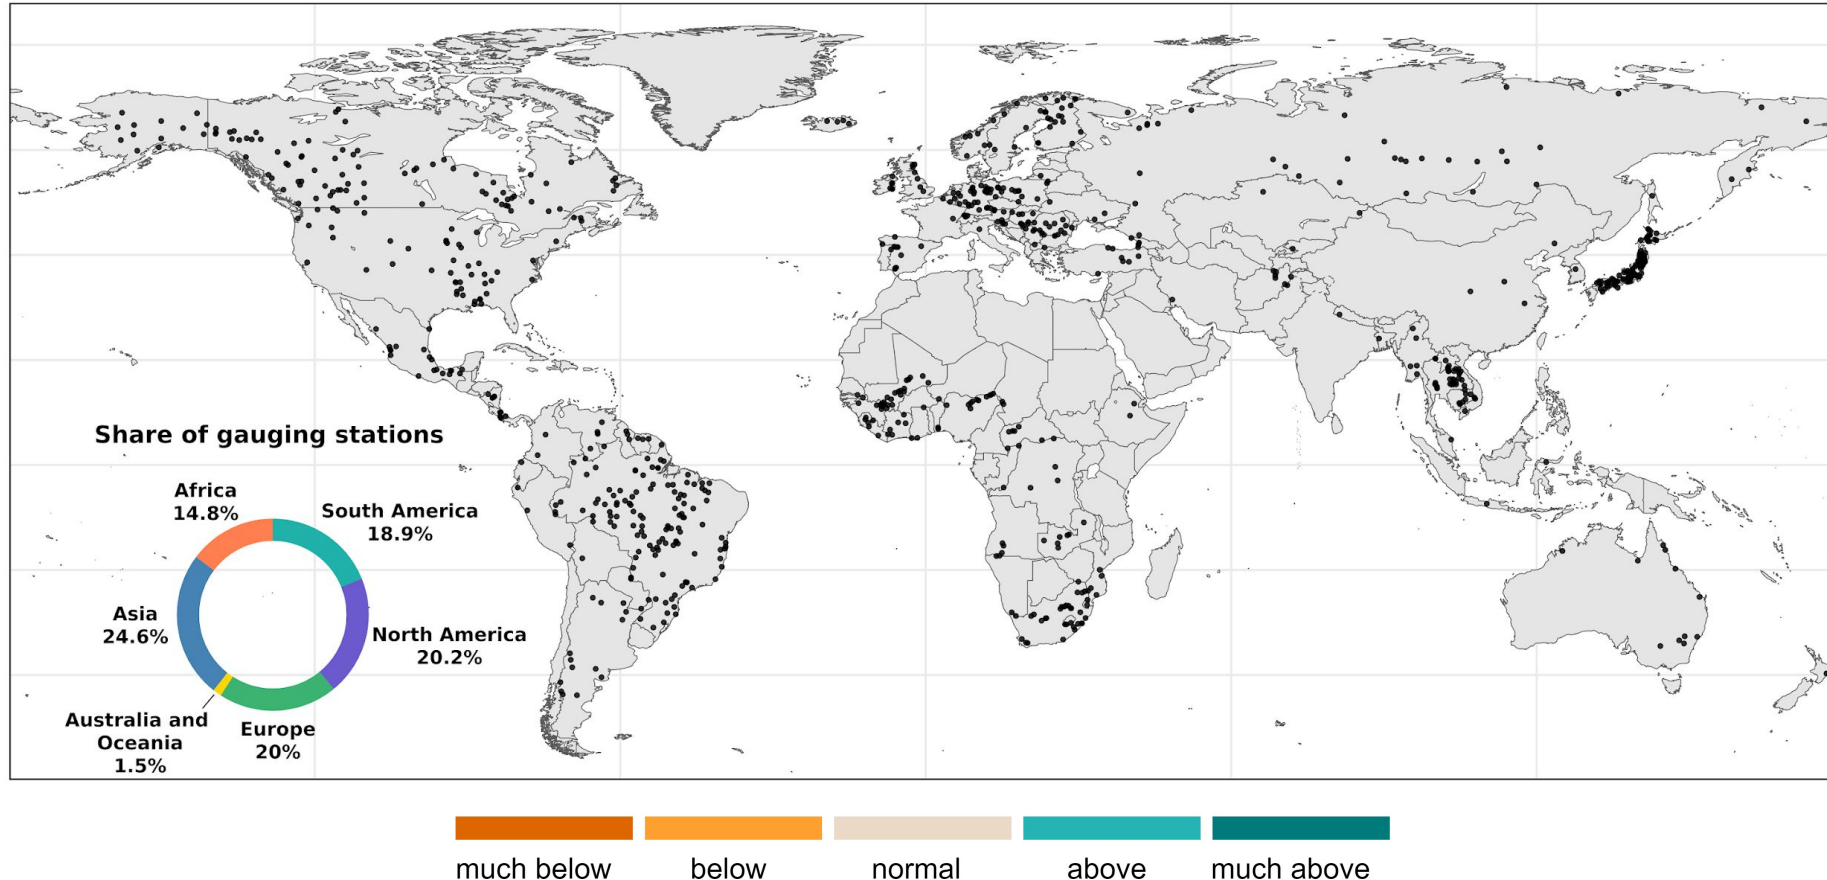 Share of gauging stations
Africa
14.8%
South America
18.9%
Asia
24.6%
North America
20.2%
Australia and
Oceania
1.5%
Europe
20%
much below
below
normal
above
much above